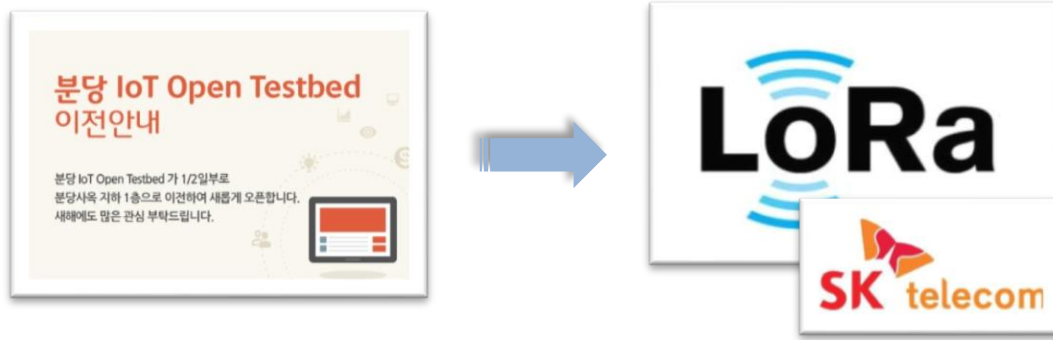 분당 IoT Open Testbed
이전안내
분당 IoT Open Testbed 가 1/2일부로
분당사옥 지하 1층으로 이전하여 새롭게 오픈합니다.
새해에도 많은 관심 부탁드립니다.
LoRa
SK telecom